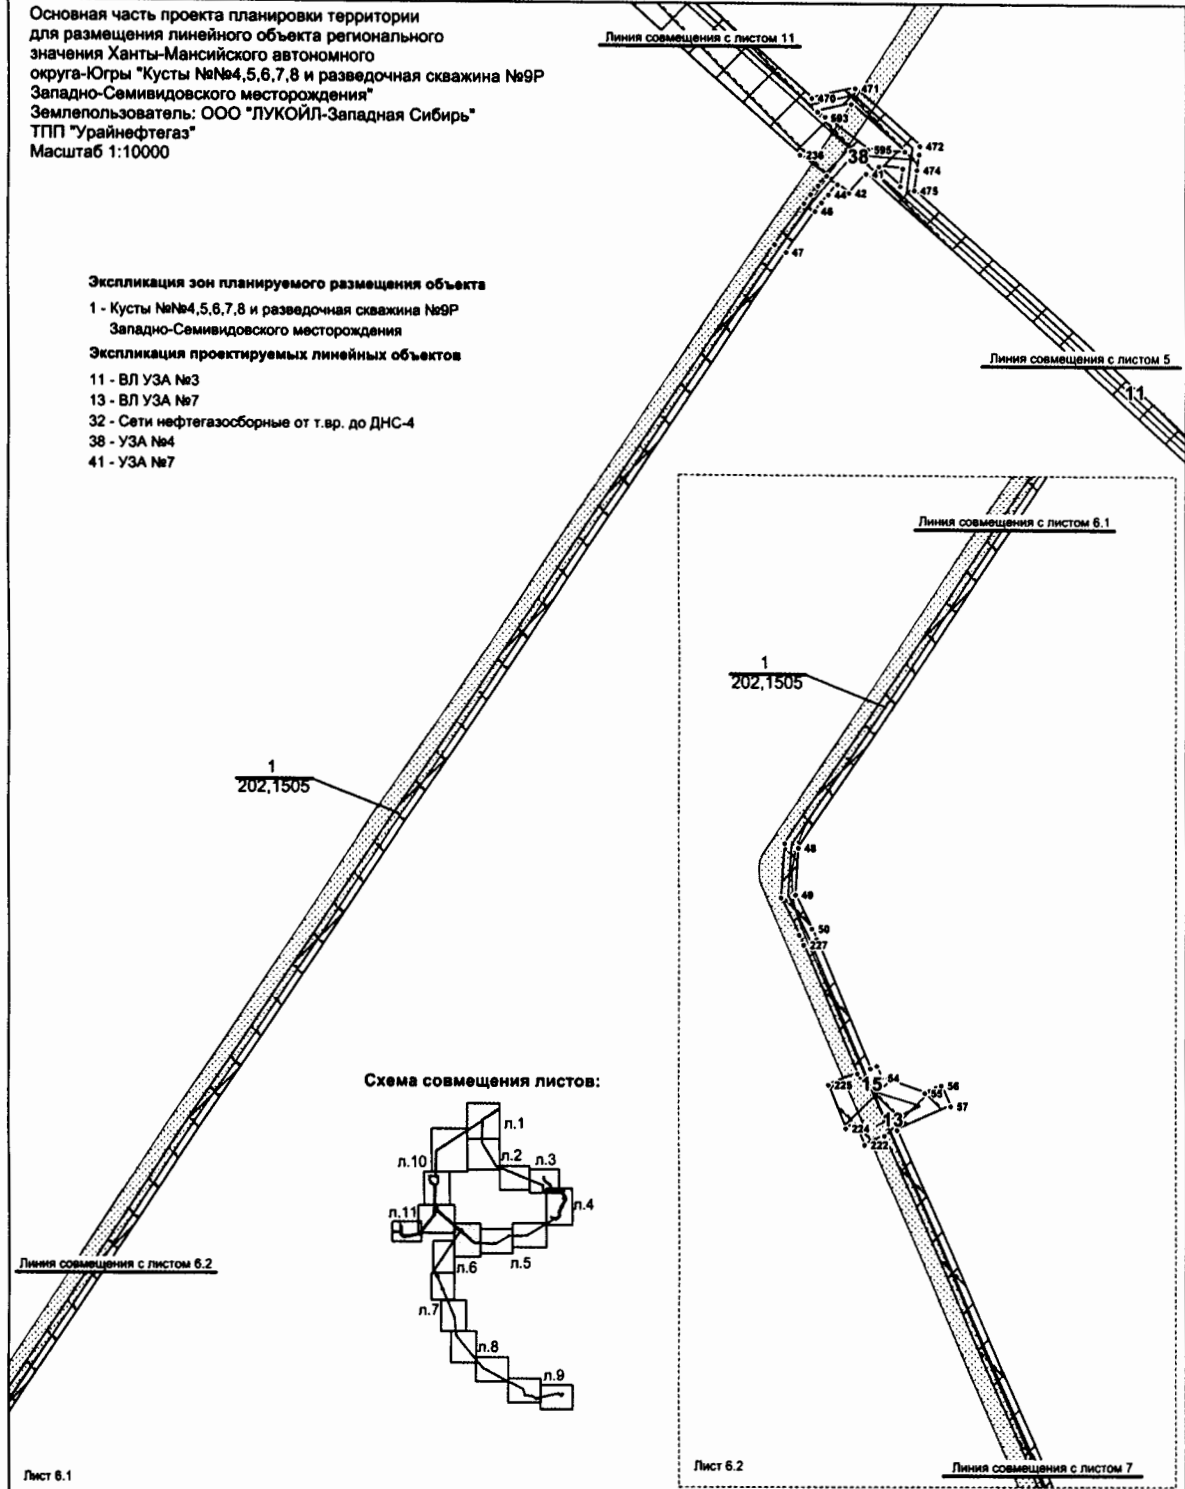 Основная часть проекта планировки территории
для размещения линейного объекта регионального
значения Ханты-Мансийского автономного
округа-Югры "Кусты №№4,5,6,7,8 и разведочная скважина №9Р
Западно-Семивидовского месторождения"
Землепользователь: ООО "ЛУКОЙЛ-Западная Сибирь"
ТПП "Урайнефтегаз"
Масштаб 1:10000
Линия совмещения с листом 11
470
471
593
236
38
595
472
474
475
41
42
44
46
47
Экспликация зон планируемого размещения объекта
1 - Кусты №№4,5,6,7,8 и разведочная скважина №9Р
Западно-Семивидовского месторождения
Экспликация проектируемых линейных объектов
11 - ВЛ УЗА №3
13 - ВЛ УЗА №7
32 - Сети нефтегазосборные от т.вр. до ДНС-4
38 - УЗА №4
41 - УЗА №7
Линия совмещения с листом 5
11
1
202,1505
Линия совмещения с листом 6.2
Схема совмещения листов:
л.1
л.2
л.3
л.4
л.10
л.11
л.5
л.6
л.7
л.8
л.9
Лист 6.1
Линия совмещения с листом 6.1
1
202,1505
48
49
50
227
15
54
225
55
56
57
13
224
222
Лист 6.2
Линия совмещения с листом 7